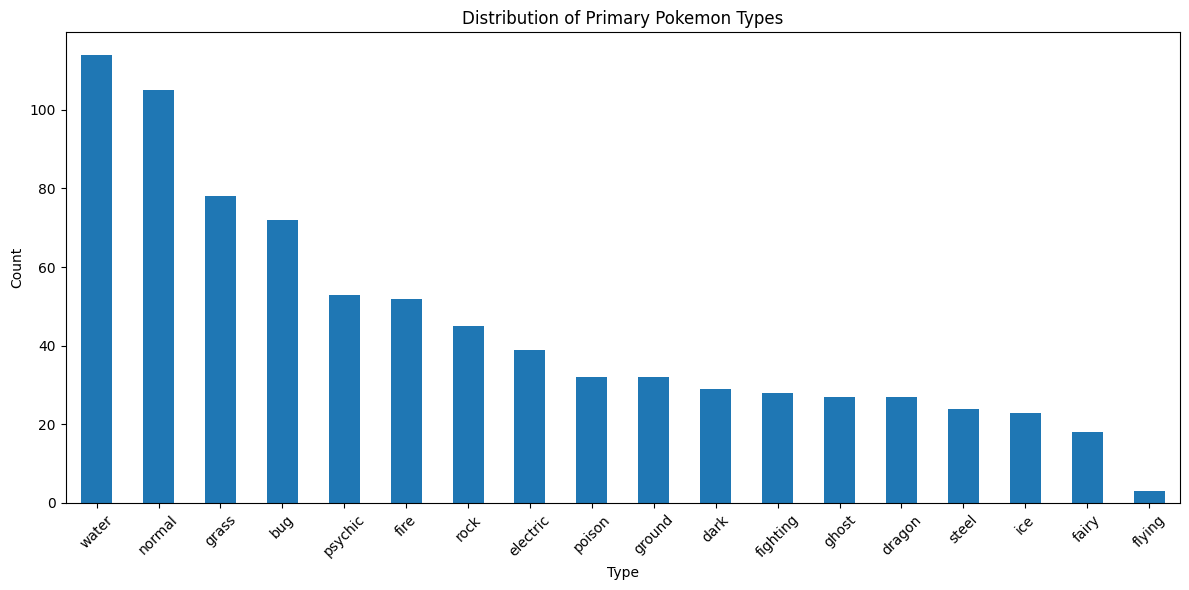 Distribution of Primary Pokemon Types
Count
100
80
60
40
20
0
water normal grass bug psychic fire rock electric poison ground dark fighting ghost dragon steel ice fairy flying
Type